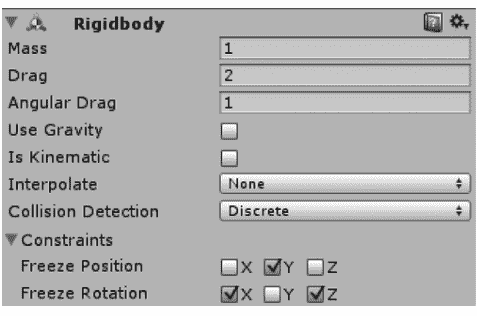 Rigidbody
Mass 1
Drag 2
Angular Drag 1
Use Gravity
Is Kinematic
Interpolate None
Collision Detection Discrete
Constraints
Freeze Position X Y Z
Freeze Rotation X Y Z